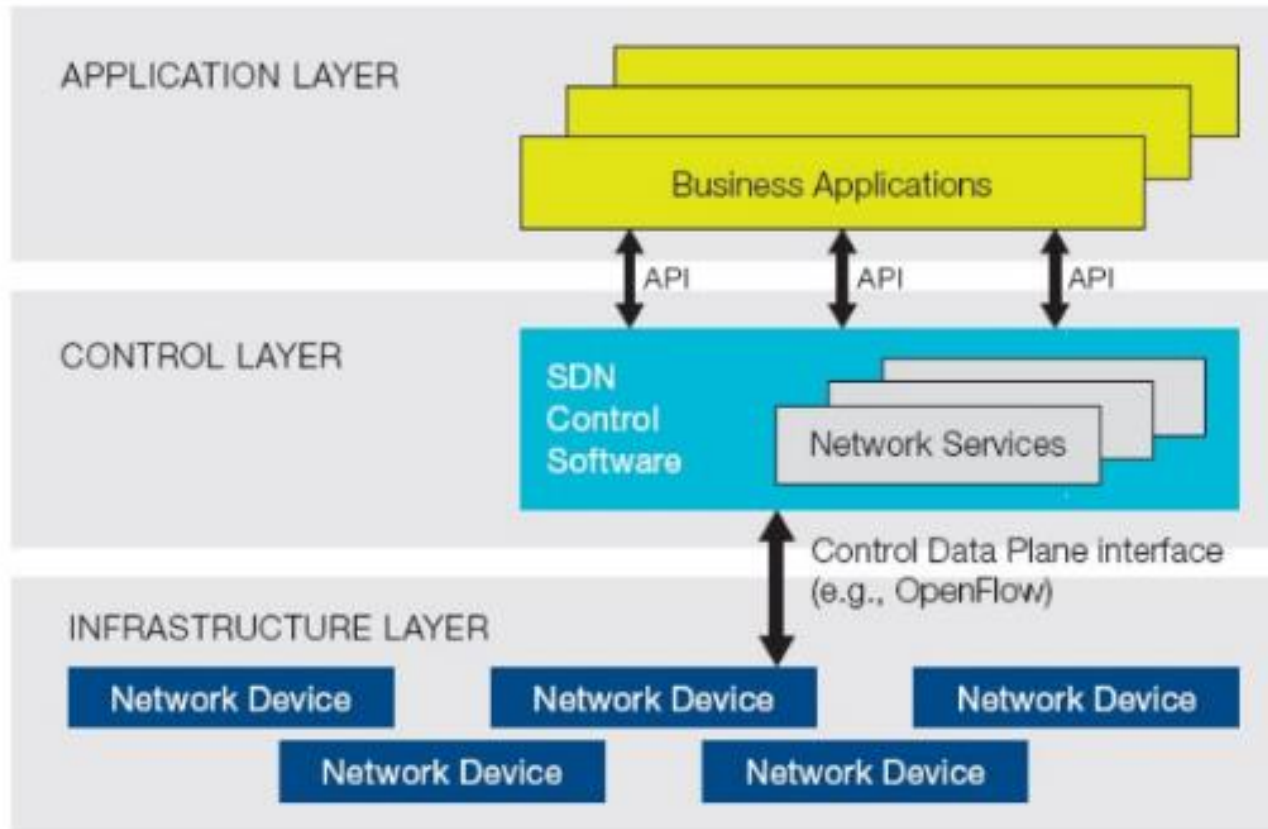 APPLICATION LAYER
Business Applications
API
API
API
CONTROL LAYER
SDN
Control
Software
Network Services
Control Data Plane interface
(e.g., OpenFlow)
INFRASTRUCTURE LAYER
Network Device
Network Device
Network Device
Network Device
Network Device